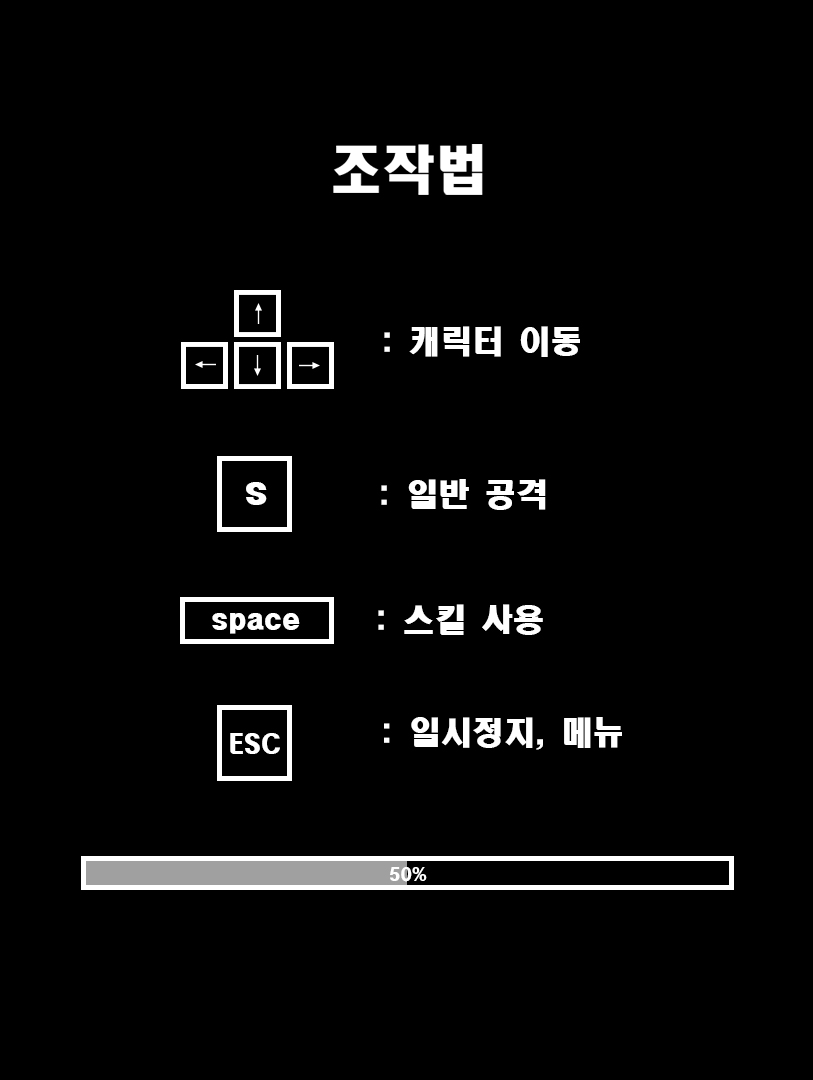 조작법
↑
← ↓ → : 캐릭터 이동
S : 일반 공격
space : 스킬 사용
ESC : 일시정지, 메뉴
50%